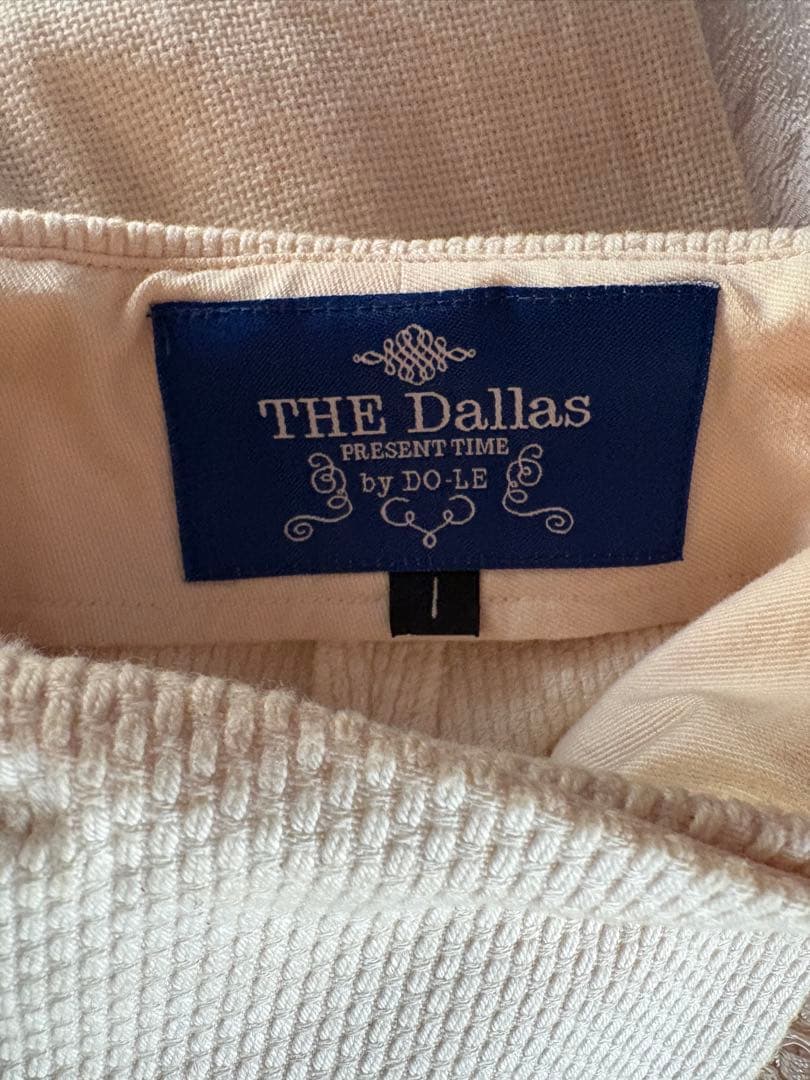 THE Dallas
PRESENT TIME
by DO-LE
1